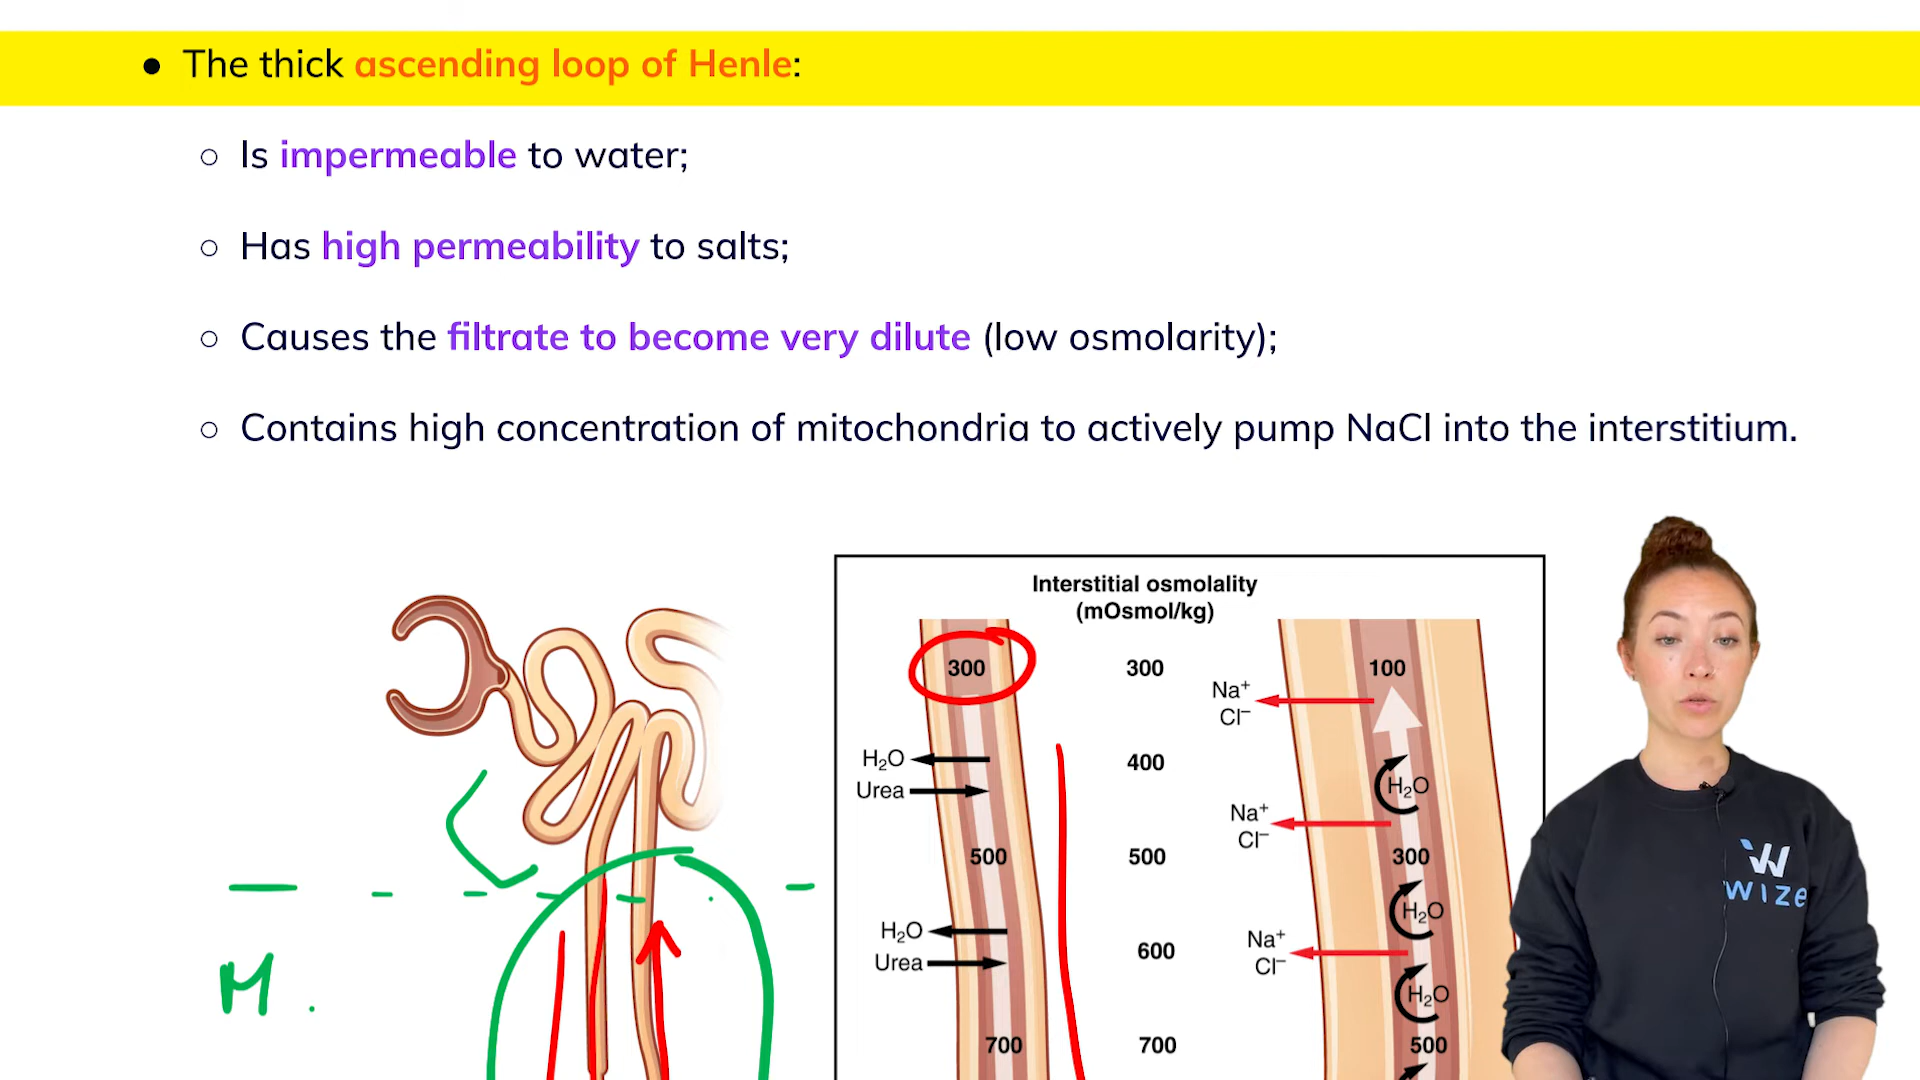 The thick ascending loop of Henle:
Is impermeable to water;
Has high permeability to salts;
Causes the filtrate to become very dilute (low osmolarity);
Contains high concentration of mitochondria to actively pump NaCl into the interstitium.
Interstitial osmolality
(mOsmol/kg)
300
300
100
Na⁺
Cl⁻
H₂O
400
Urea
H₂O
Na⁺
Cl⁻
500
500
300
H₂O
H₂O
Urea
600
Na⁺
Cl⁻
H₂O
700
700
500
M.
W
WIZE